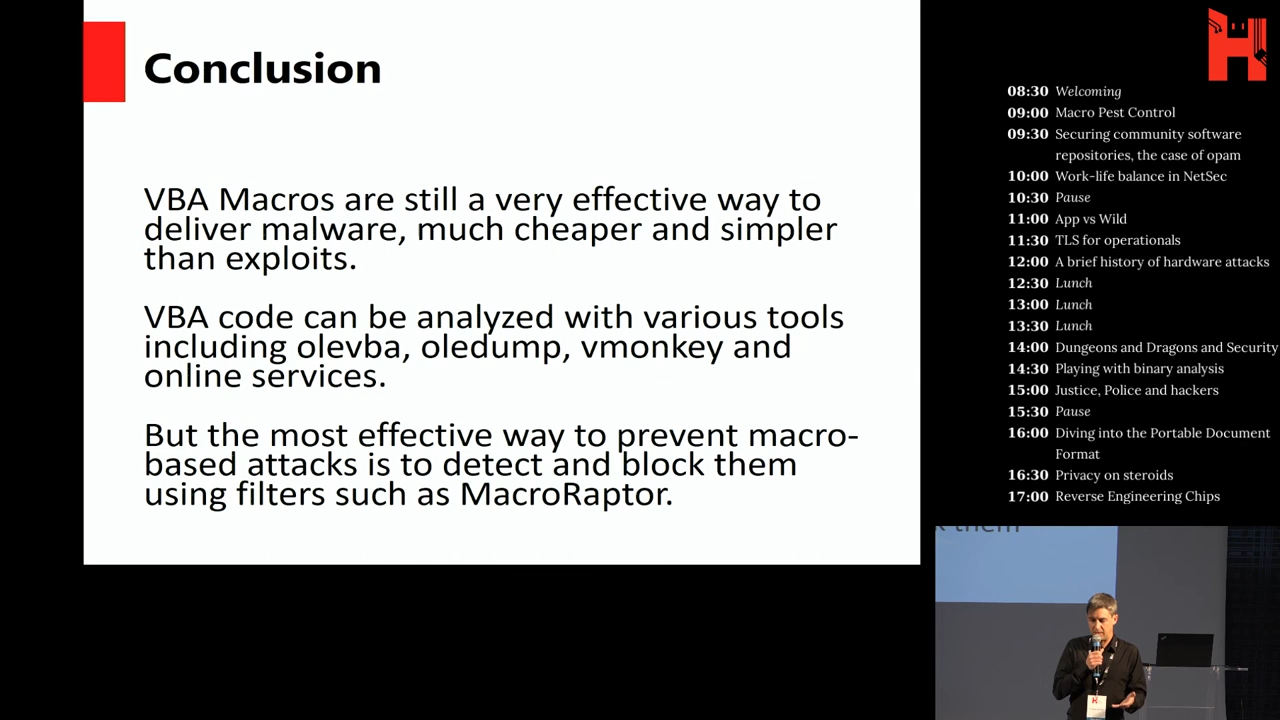 Conclusion
VBA Macros are still a very effective way to
deliver malware, much cheaper and simpler
than exploits.
VBA code can be analyzed with various tools
including olevba, oledump, vmonkey and
online services.
But the most effective way to prevent macro-
based attacks is to detect and block them
using filters such as MacroRaptor.
H
08:30 Welcoming
09:00 Macro Pest Control
09:30 Securing community software
repositories, the case of opam
10:00 Work-life balance in NetSec
10:30 Pause
11:00 App vs Wild
11:30 TLS for operationals
12:00 A brief history of hardware attacks
12:30 Lunch
13:00 Lunch
13:30 Lunch
14:00 Dungeons and Dragons and Security
14:30 Playing with binary analysis
15:00 Justice, Police and hackers
15:30 Pause
16:00 Diving into the Portable Document
Format
16:30 Privacy on steroids
17:00 Reverse Engineering Chips
them